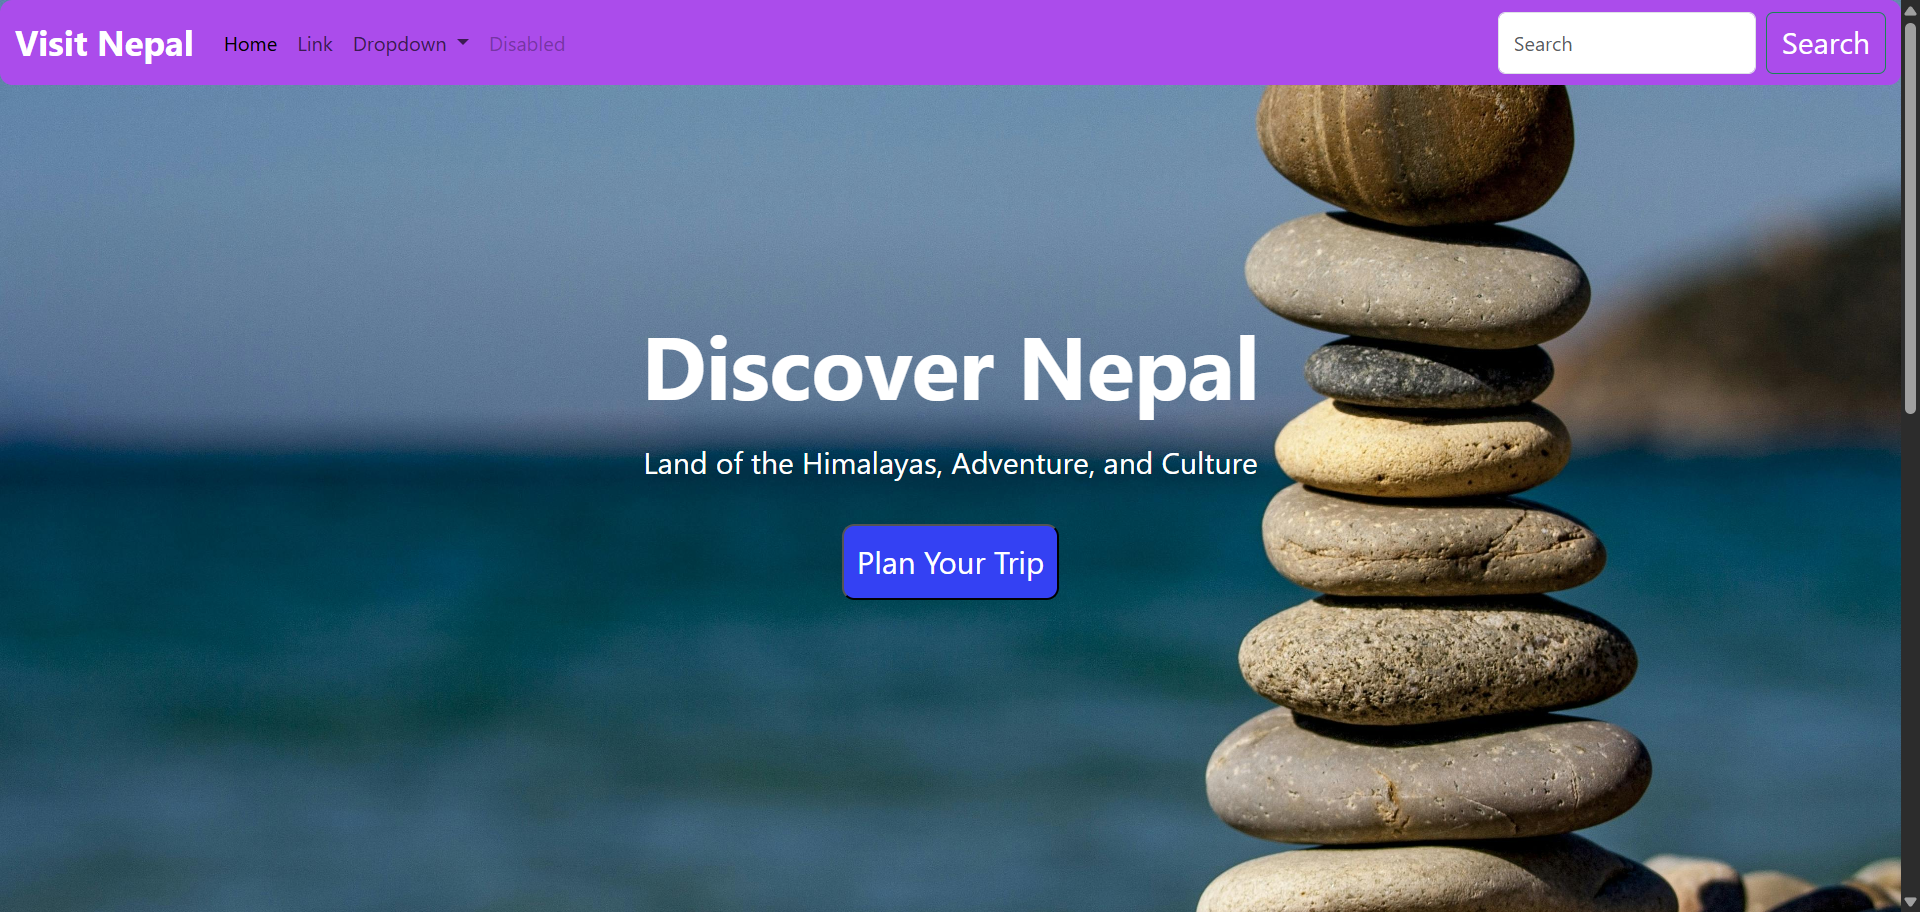 Visit Nepal Home Link Dropdown Disabled Search Search
Discover Nepal
Land of the Himalayas, Adventure, and Culture
Plan Your Trip